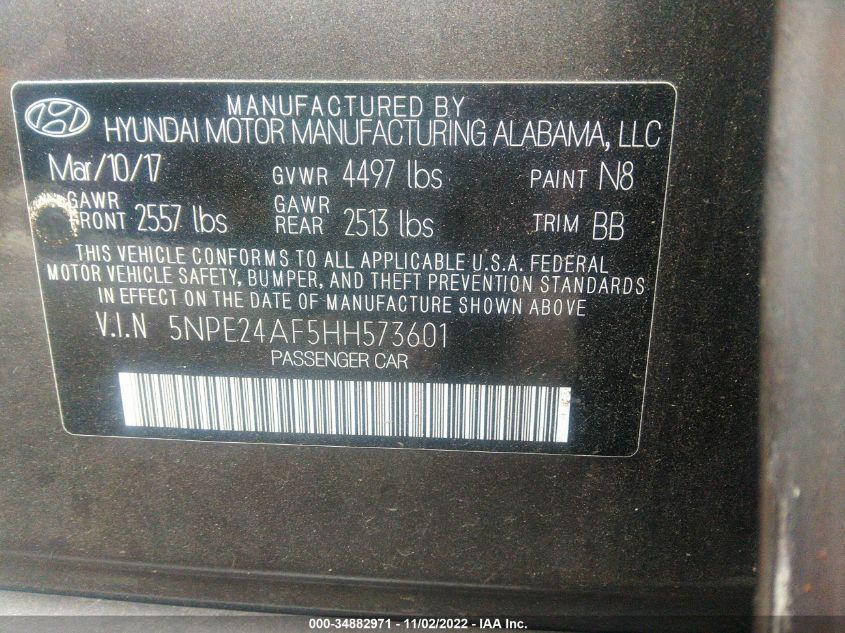 MANUFACTURED BY
HYUNDAI MOTOR MANUFACTURING ALABAMA, LLC
Mar/10/17 GVWR 4497 lbs PAINT N8
GAWR FRONT 2557 lbs GAWR REAR 2513 lbs TRIM BB
THIS VEHICLE CONFORMS TO ALL APPLICABLE U.S.A. FEDERAL
MOTOR VEHICLE SAFETY, BUMPER, AND THEFT PREVENTION STANDARDS
IN EFFECT ON THE DATE OF MANUFACTURE SHOWN ABOVE
V.I.N 5NPE24AF5HH573601
PASSENGER CAR
000-34882971 - 11/02/2022 - IAA Inc.